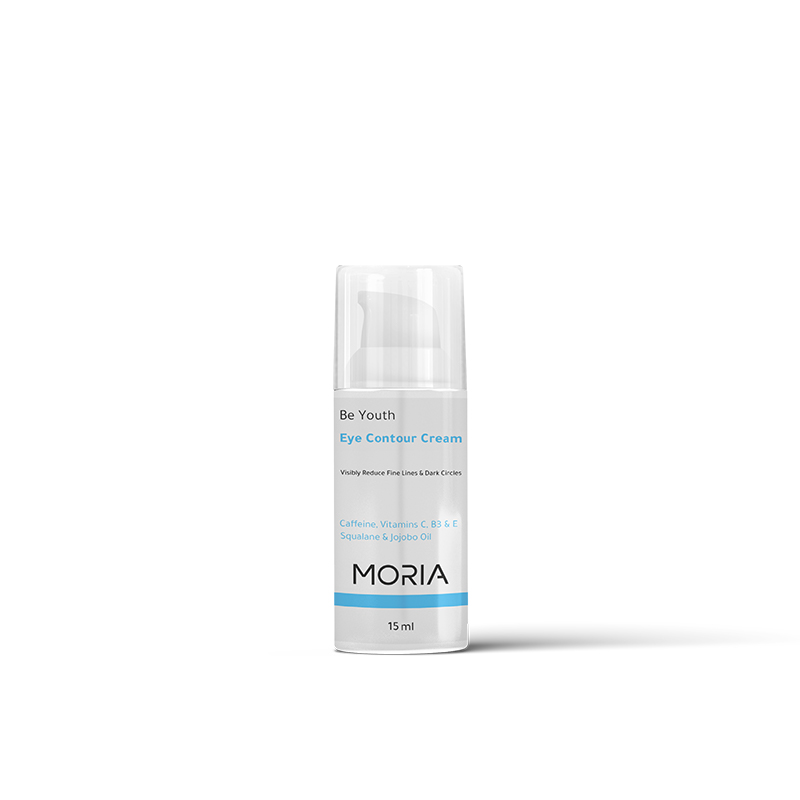 Be Youth
Eye Contour Cream
Visibly Reduce Fine Lines & Dark Circles
Caffeine, Vitamins C, B3 & E
Squalane & Jojobo Oil
MORIA
15 ml